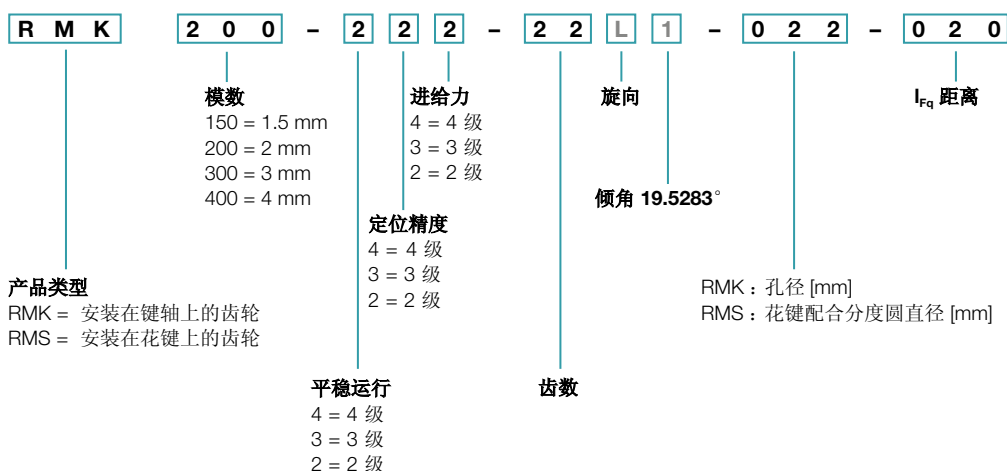 R M K 2 0 0 – 2 2 2 – 2 2 L 1 – 0 2 2 – 0 2 0
模数
150 = 1.5 mm
200 = 2 mm
300 = 3 mm
400 = 4 mm
进给力
4 = 4 级
3 = 3 级
2 = 2 级
旋向
lFq 距离
倾角 19.5283°
定位精度
4 = 4 级
3 = 3 级
2 = 2 级
产品类型
RMK = 安装在键轴上的齿轮
RMS = 安装在花键上的齿轮
RMK：孔径 [mm]
RMS：花键配合分度圆直径 [mm]
平稳运行
4 = 4 级
3 = 3 级
2 = 2 级
齿数